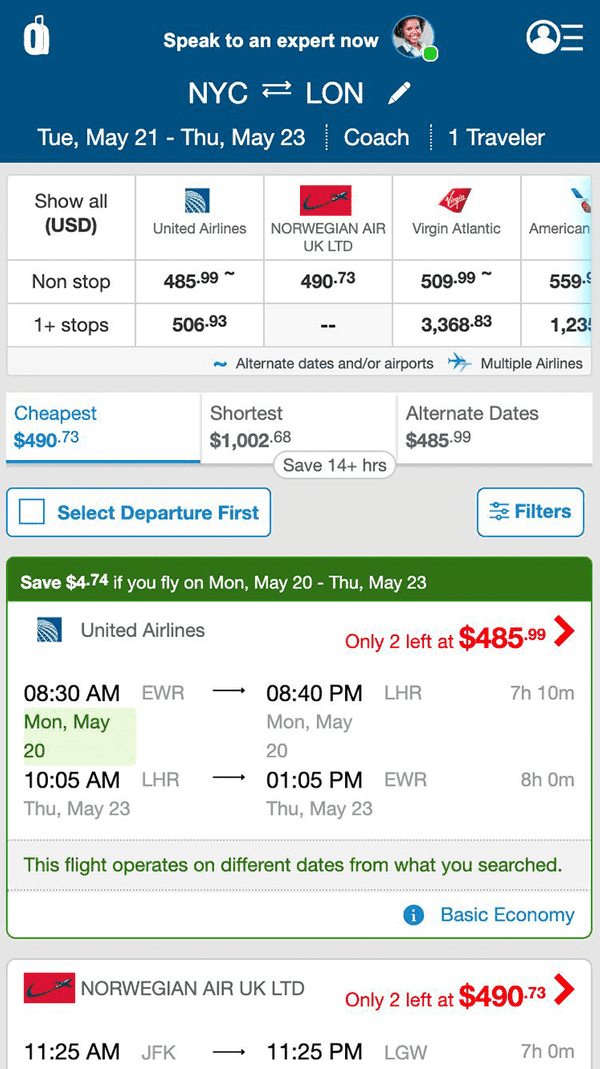 Speak to an expert now
NYC ⇄ LON
Tue, May 21 - Thu, May 23 Coach 1 Traveler
Show all (USD) United Airlines NORWEGIAN AIR UK LTD Virgin Atlantic American
Non stop 485.99 ~ 490.73 509.99 ~ 559.
1+ stops 506.93 -- 3,368.83 1,23
~ Alternate dates and/or airports Multiple Airlines
Cheapest Shortest Alternate Dates
$490.73 $1,002.68 $485.99
Save 14+ hrs
Select Departure First Filters
Save $4.74 if you fly on Mon, May 20 - Thu, May 23
United Airlines Only 2 left at $485.99
08:30 AM EWR → 08:40 PM LHR 7h 10m
Mon, May 20 Mon, May 20
10:05 AM LHR → 01:05 PM EWR 8h 0m
Thu, May 23 Thu, May 23
This flight operates on different dates from what you searched.
i Basic Economy
NORWEGIAN AIR UK LTD Only 2 left at $490.73
11:25 AM JFK → 11:25 PM LGW 7h 0m